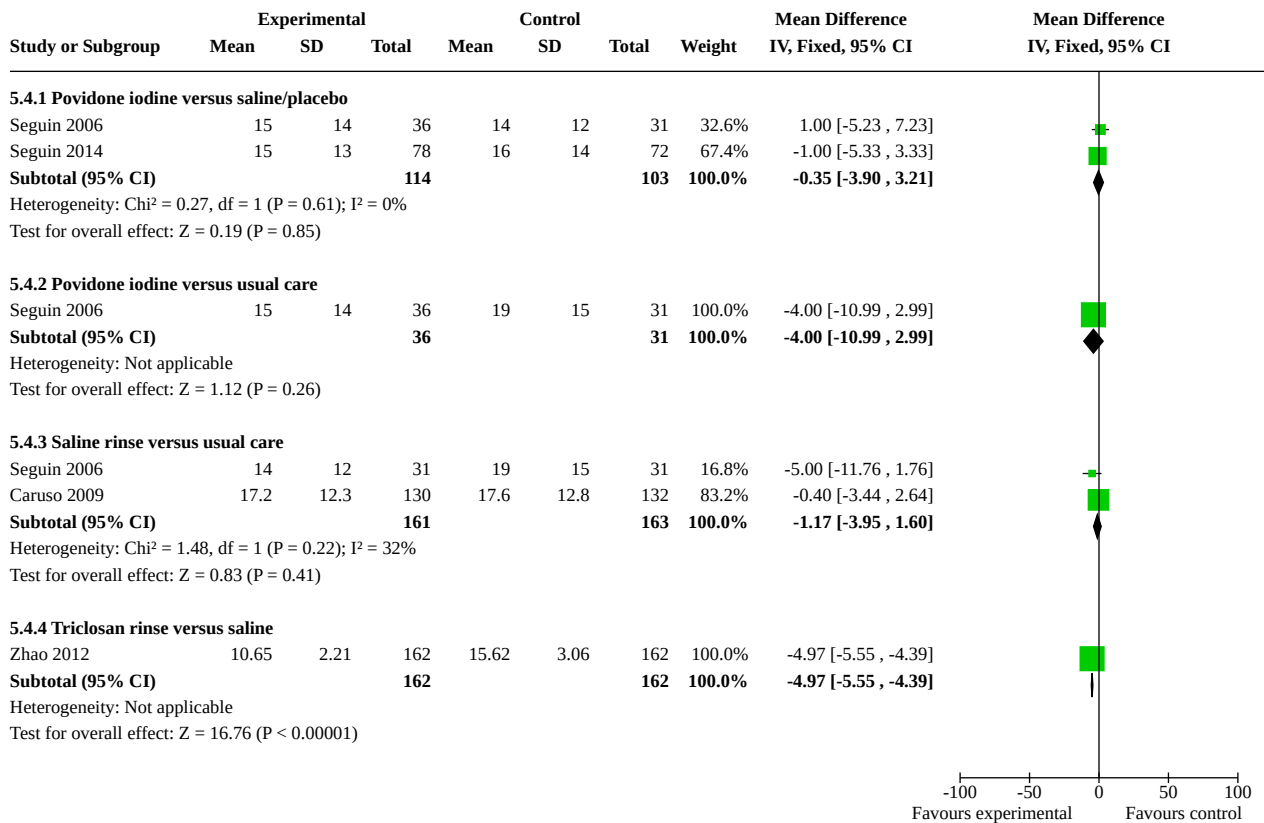 Experimental Control Mean Difference Mean Difference
Study or Subgroup Mean SD Total Mean SD Total Weight IV, Fixed, 95% CI IV, Fixed, 95% CI
5.4.1 Povidone iodine versus saline/placebo
Seguin 2006 15 14 36 14 12 31 32.6% 1.00 [-5.23 , 7.23]
Seguin 2014 15 13 78 16 14 72 67.4% -1.00 [-5.33 , 3.33]
Subtotal (95% CI) 114 103 100.0% -0.35 [-3.90 , 3.21]
Heterogeneity: Chi² = 0.27, df = 1 (P = 0.61); I² = 0%
Test for overall effect: Z = 0.19 (P = 0.85)
5.4.2 Povidone iodine versus usual care
Seguin 2006 15 14 36 19 15 31 100.0% -4.00 [-10.99 , 2.99]
Subtotal (95% CI) 36 31 100.0% -4.00 [-10.99 , 2.99]
Heterogeneity: Not applicable
Test for overall effect: Z = 1.12 (P = 0.26)
5.4.3 Saline rinse versus usual care
Seguin 2006 14 12 31 19 15 31 16.8% -5.00 [-11.76 , 1.76]
Caruso 2009 17.2 12.3 130 17.6 12.8 132 83.2% -0.40 [-3.44 , 2.64]
Subtotal (95% CI) 161 163 100.0% -1.17 [-3.95 , 1.60]
Heterogeneity: Chi² = 1.48, df = 1 (P = 0.22); I² = 32%
Test for overall effect: Z = 0.83 (P = 0.41)
5.4.4 Triclosan rinse versus saline
Zhao 2012 10.65 2.21 162 15.62 3.06 162 100.0% -4.97 [-5.55 , -4.39]
Subtotal (95% CI) 162 162 100.0% -4.97 [-5.55 , -4.39]
Heterogeneity: Not applicable
Test for overall effect: Z = 16.76 (P < 0.00001)
-100 -50 0 50 100
Favours experimental Favours control